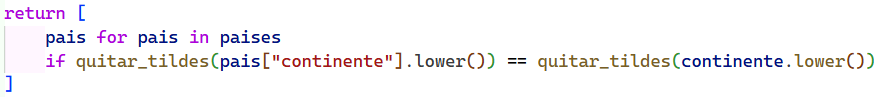 return [
    pais for pais in paises
    if quitar_tildes(pais["continente"].lower()) == quitar_tildes(continente.lower())
]